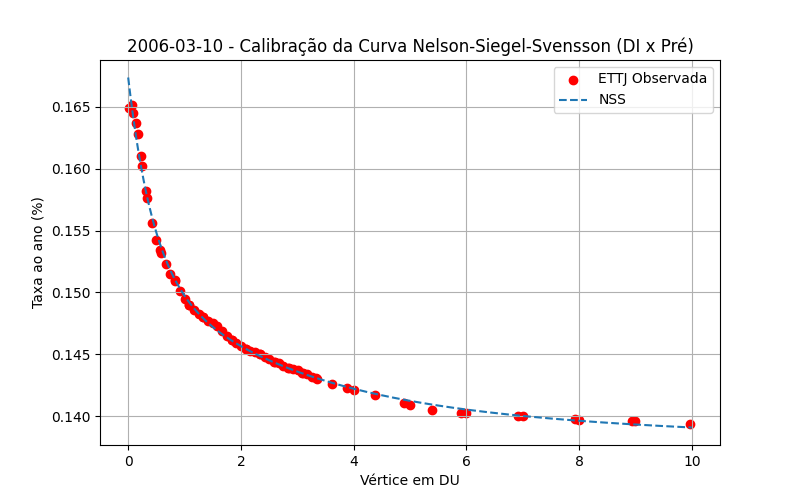 2006-03-10 - Calibração da Curva Nelson-Siegel-Svensson (DI x Pré)
ETTJ Observada
NSS
Taxa ao ano (%)
0.165
0.160
0.155
0.150
0.145
0.140
0 2 4 6 8 10
Vértice em DU